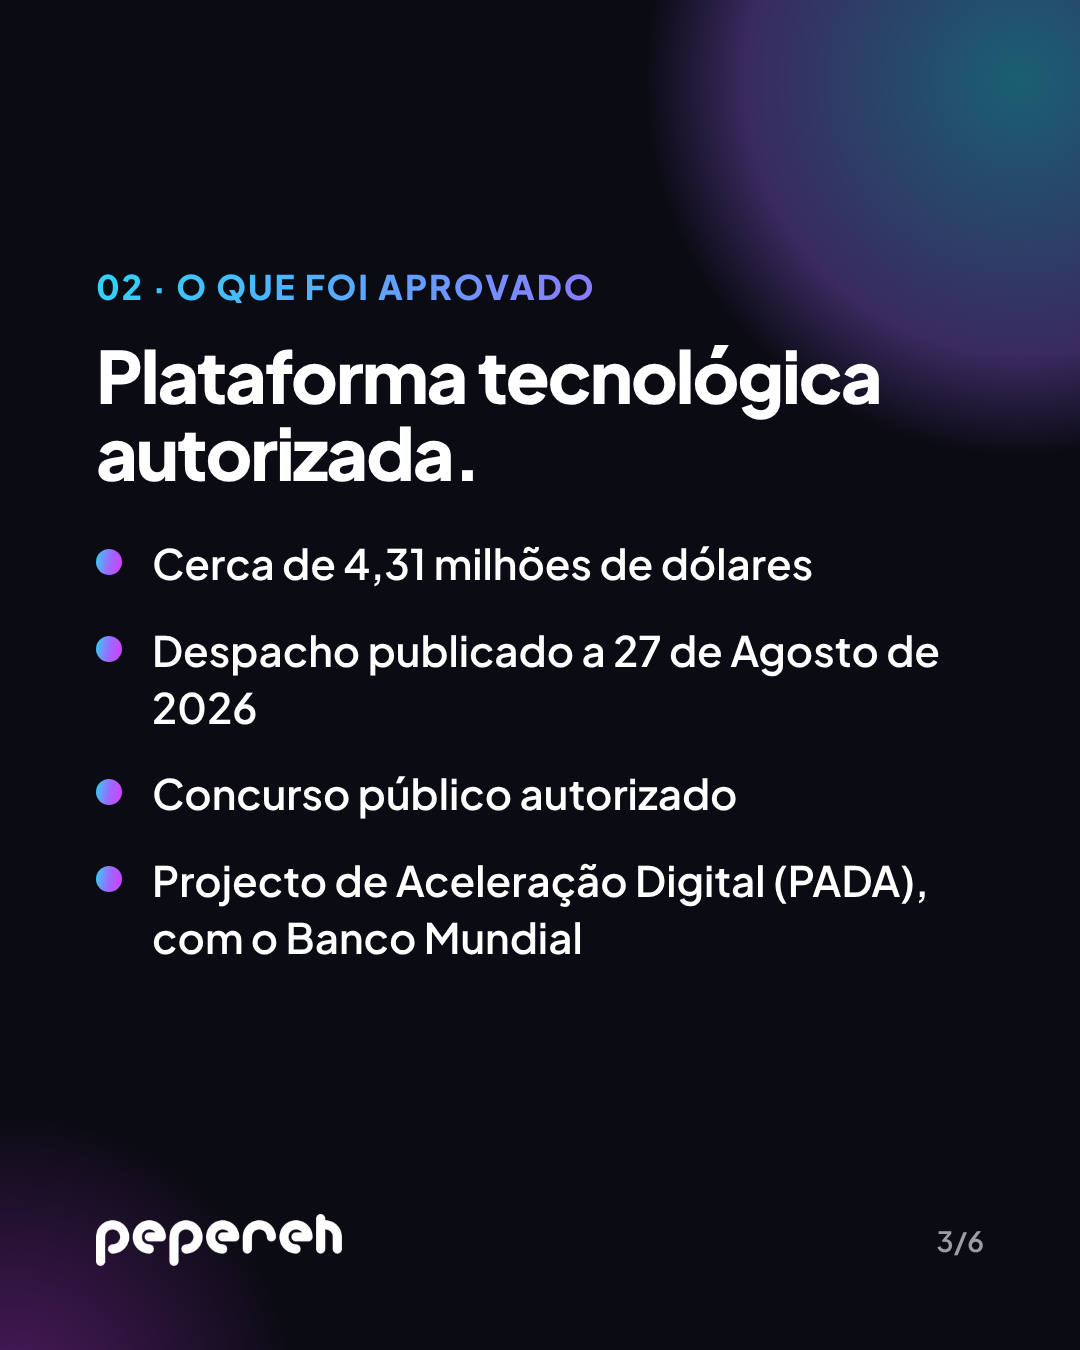 02 · O QUE FOI APROVADO
Plataforma tecnológica
autorizada.
Cerca de 4,31 milhões de dólares
Despacho publicado a 27 de Agosto de
2026
Concurso público autorizado
Projecto de Aceleração Digital (PADA),
com o Banco Mundial
pepereh
3/6